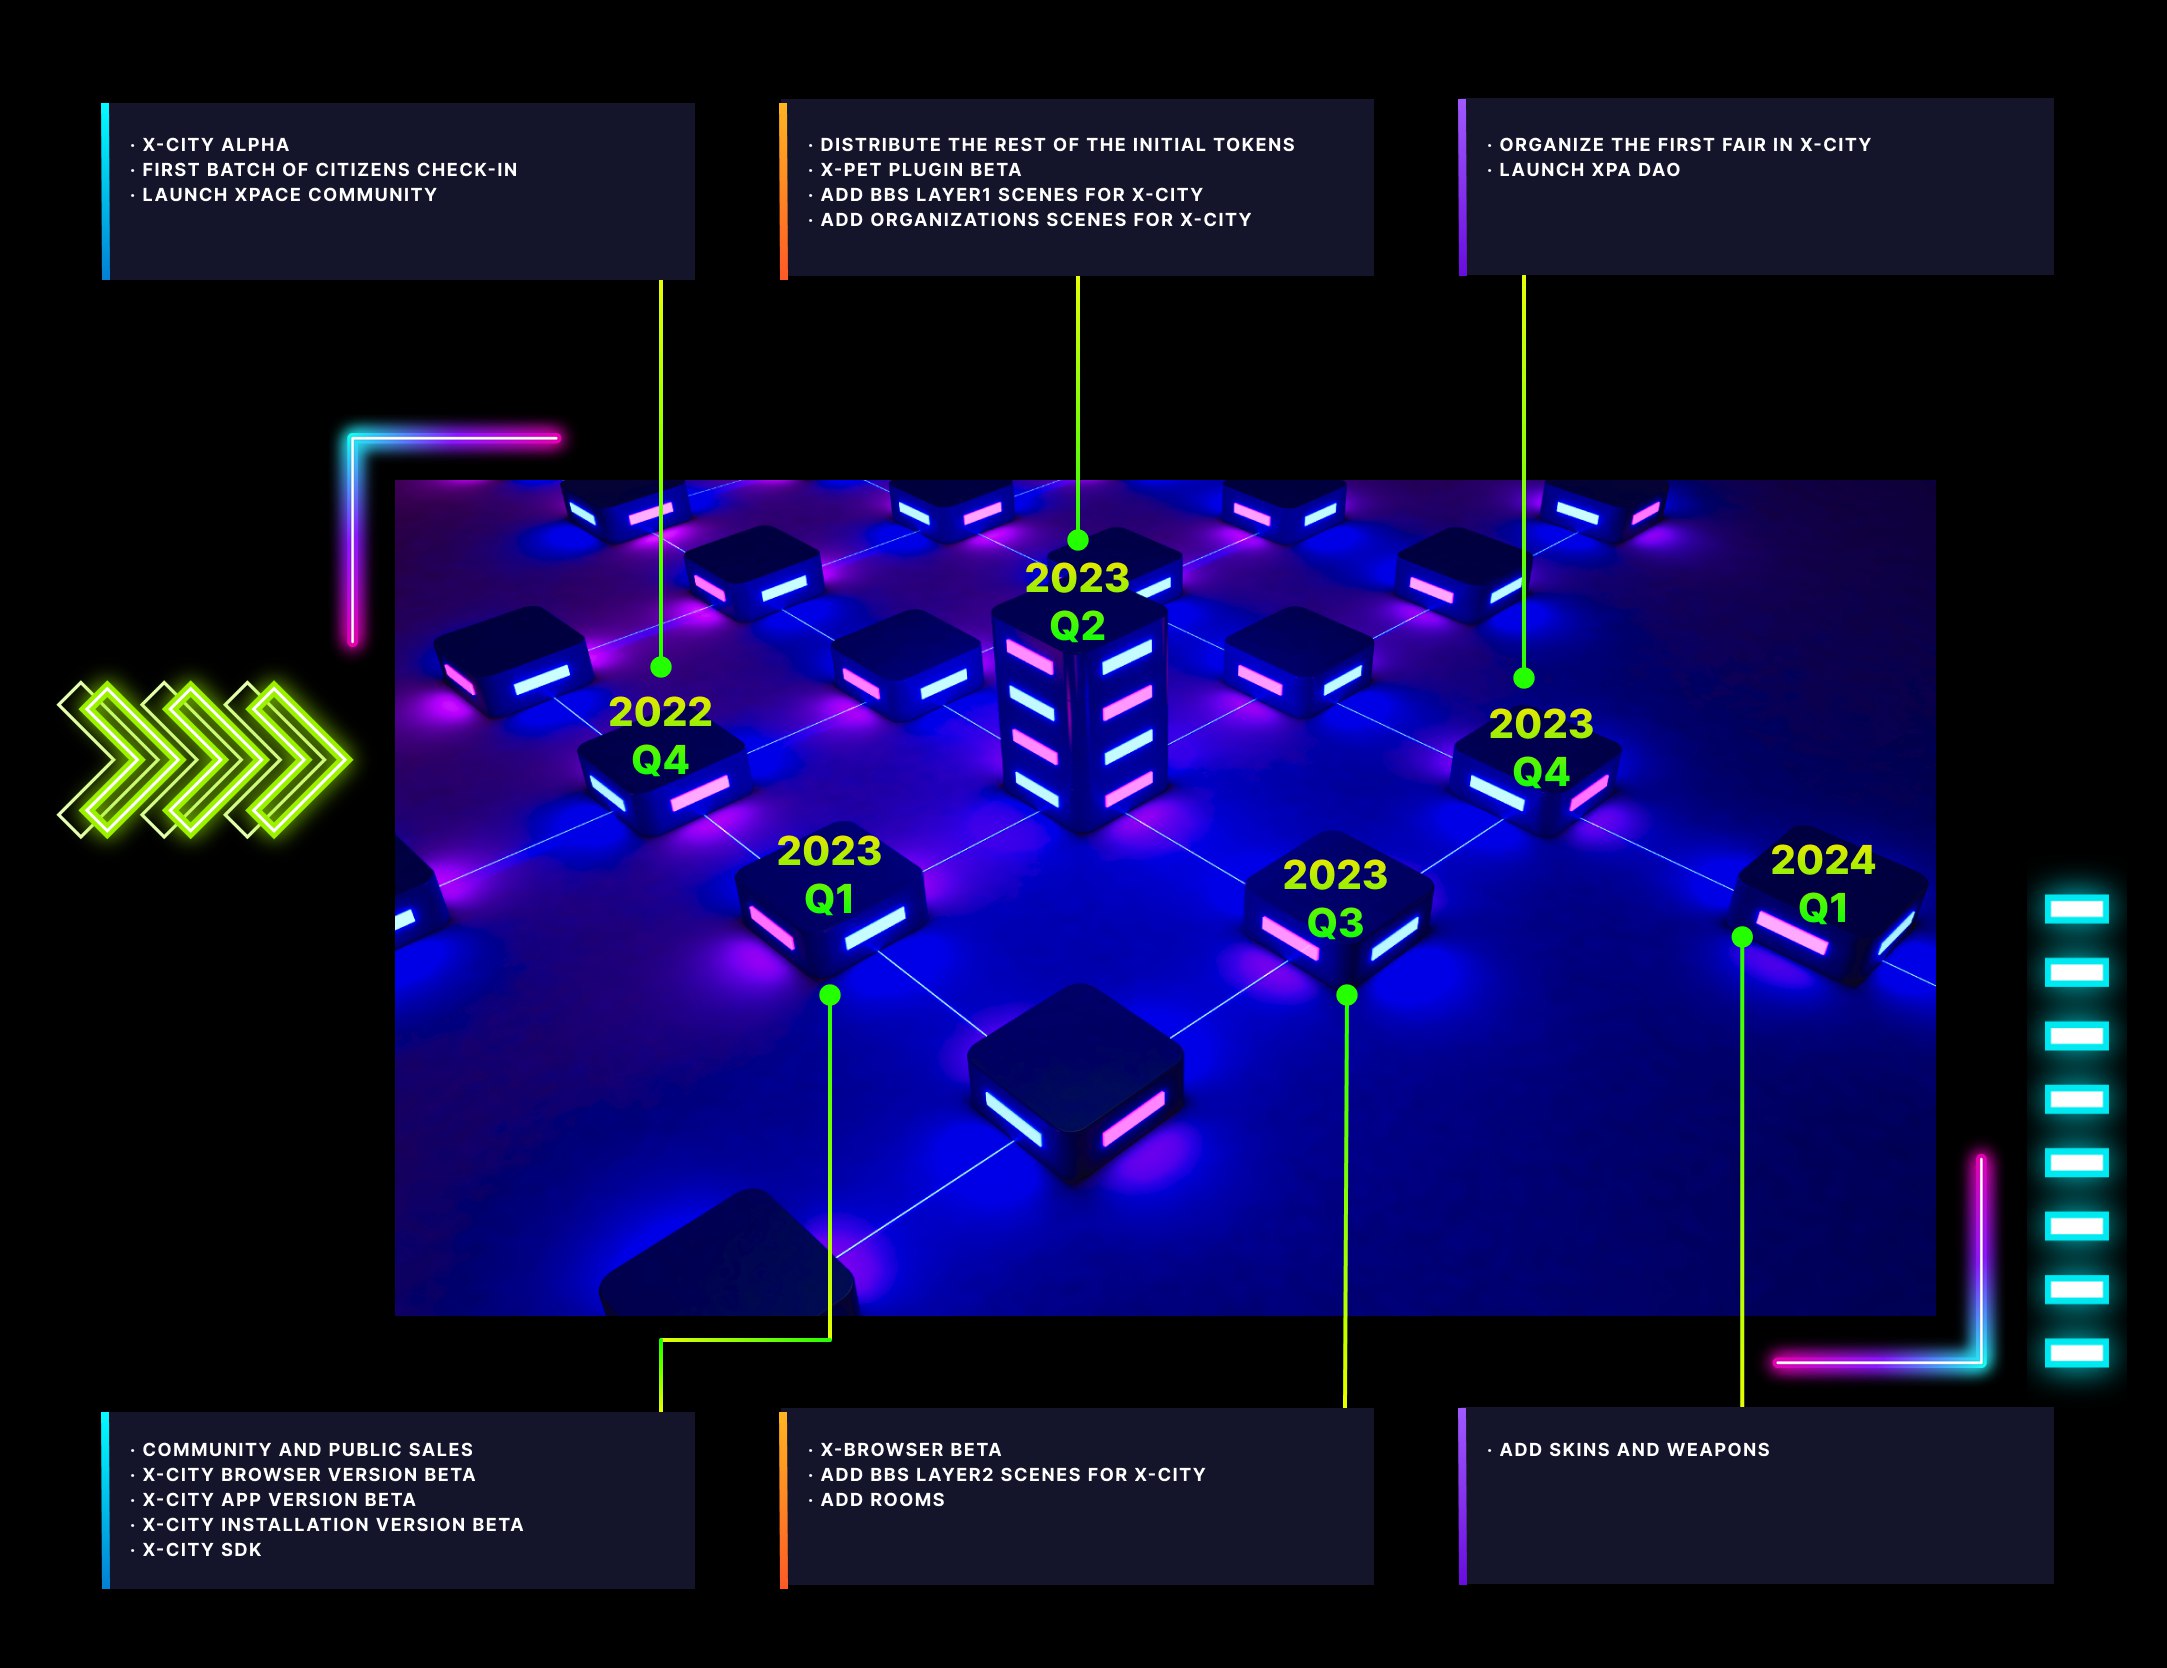 · X-CITY ALPHA
· FIRST BATCH OF CITIZENS CHECK-IN
· LAUNCH XPACE COMMUNITY
· DISTRIBUTE THE REST OF THE INITIAL TOKENS
· X-PET PLUGIN BETA
· ADD BBS LAYER1 SCENES FOR X-CITY
· ADD ORGANIZATIONS SCENES FOR X-CITY
· ORGANIZE THE FIRST FAIR IN X-CITY
· LAUNCH XPA DAO
2022
Q4
2023
Q1
2023
Q2
2023
Q3
2023
Q4
2024
Q1
· COMMUNITY AND PUBLIC SALES
· X-CITY BROWSER VERSION BETA
· X-CITY APP VERSION BETA
· X-CITY INSTALLATION VERSION BETA
· X-CITY SDK
· X-BROWSER BETA
· ADD BBS LAYER2 SCENES FOR X-CITY
· ADD ROOMS
· ADD SKINS AND WEAPONS